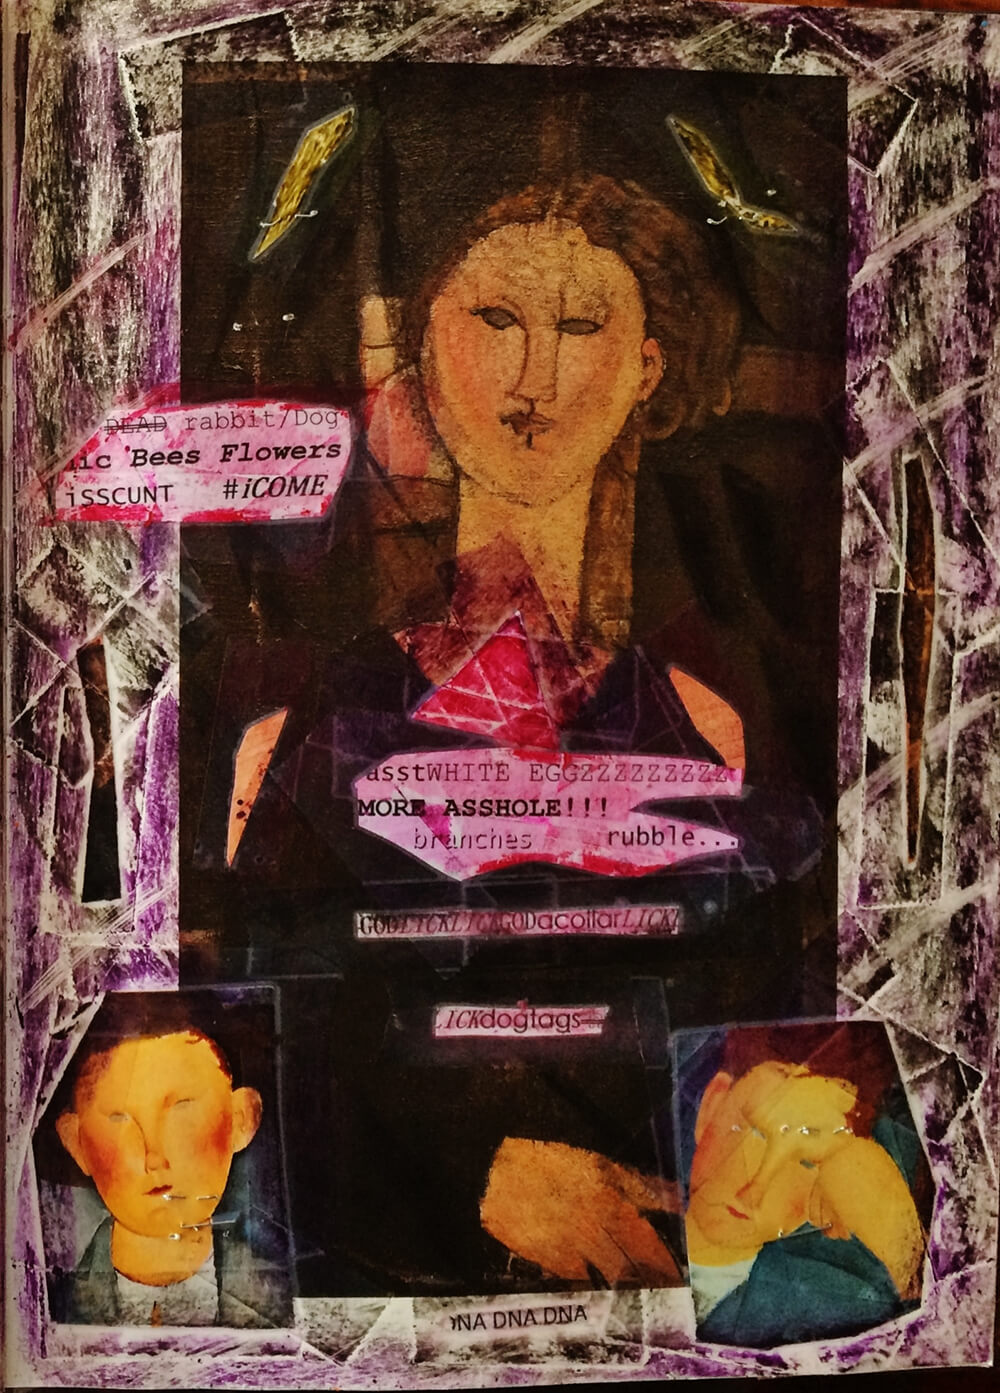 DEAD rabbit/Dog
ic Bees Flowers
iSSCUNT #iCOME
asstWHITE EGGZZZZZZZZZ
MORE ASSHOLE!!!
branches rubble...
GODLICKLICKGODacollarLICK
LICKdogtags
NA DNA DNA